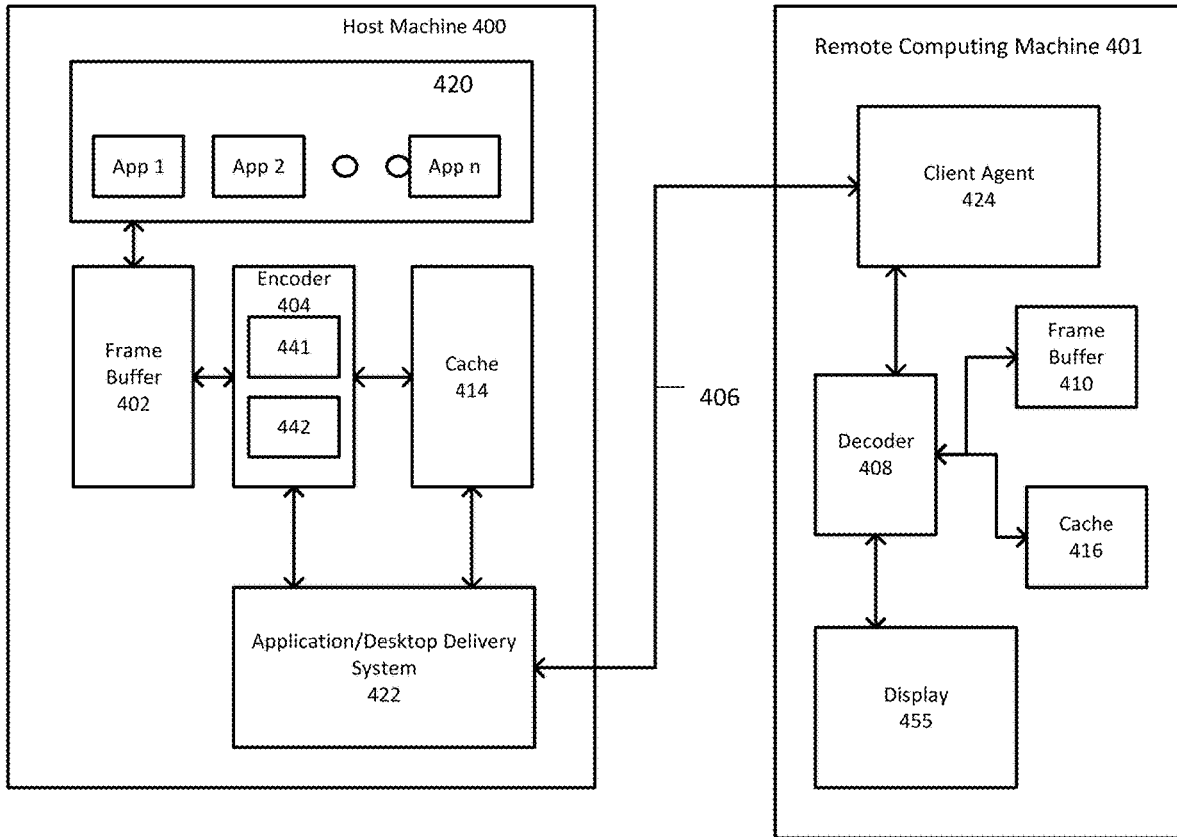 Host Machine 400
420
App 1
App 2
App n
Frame
Buffer
402
Encoder
404
441
442
Cache
414
Application/Desktop Delivery
System
422
406
Remote Computing Machine 401
Client Agent
424
Frame
Buffer
410
Decoder
408
Cache
416
Display
455